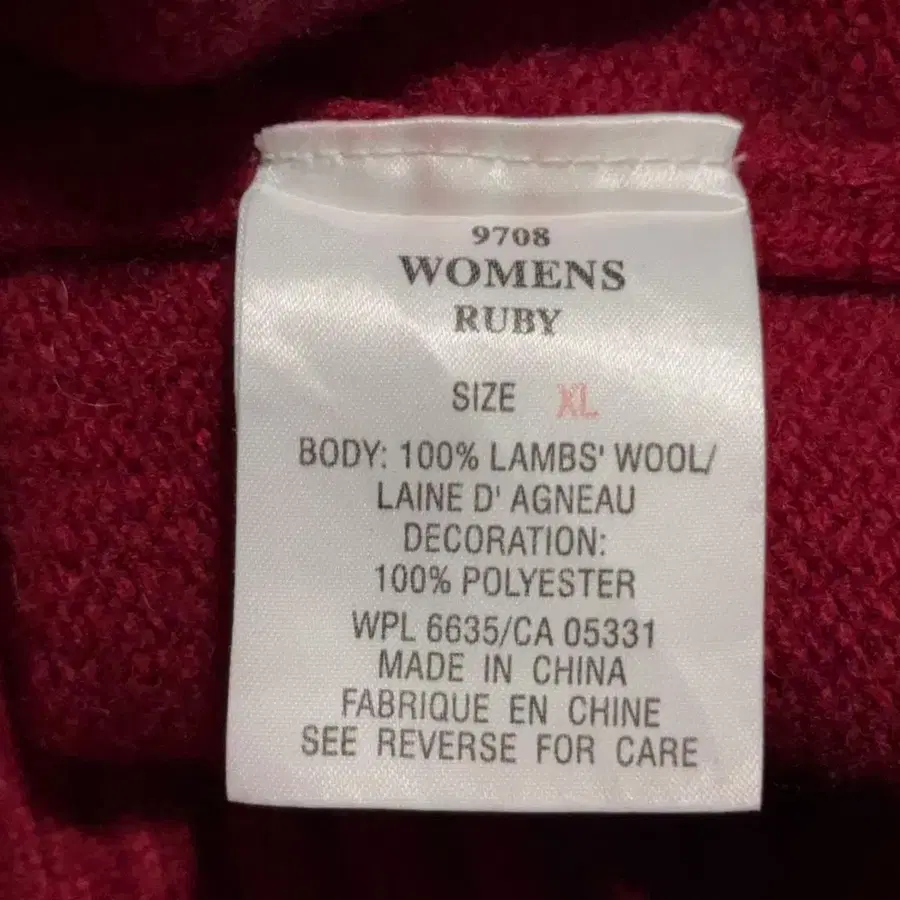 9708
WOMENS
RUBY
SIZE XL
BODY: 100% LAMBS' WOOL/
LAINE D' AGNEAU
DECORATION:
100% POLYESTER
WPL 6635/CA 05331
MADE IN CHINA
FABRIQUE EN CHINE
SEE REVERSE FOR CARE